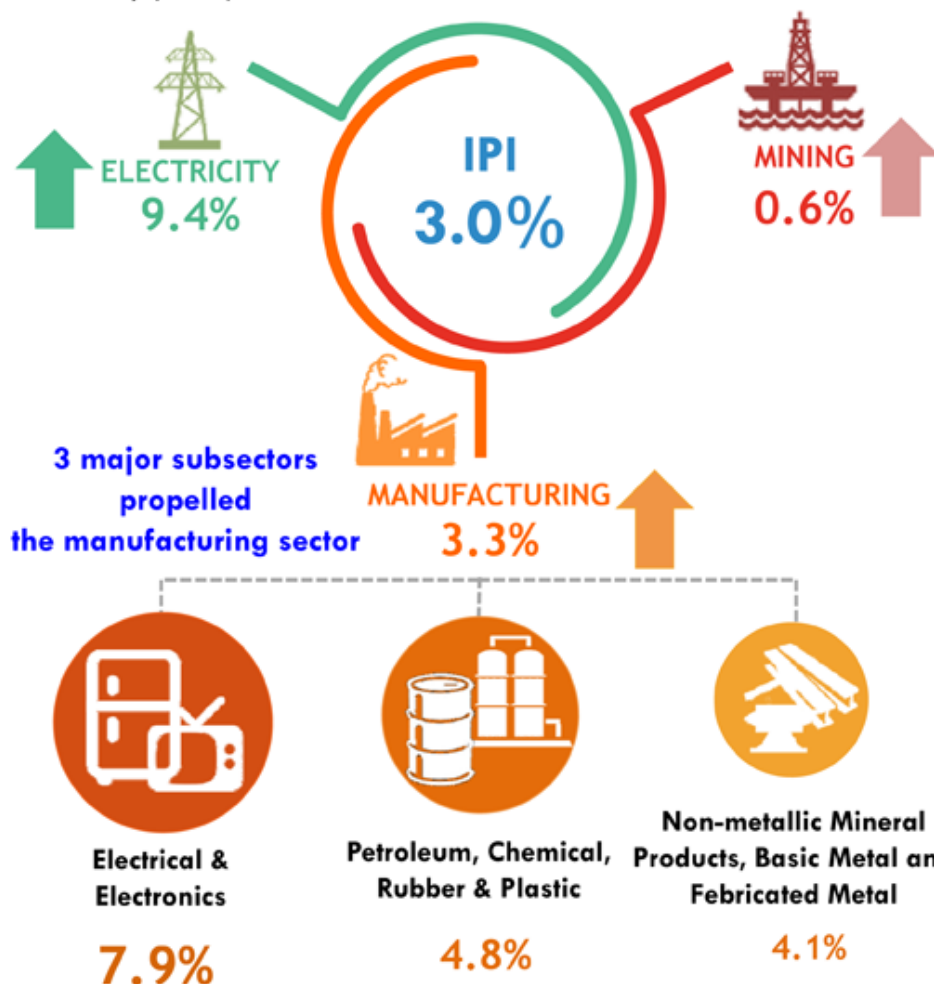 ELECTRICITY
9.4%
IPI
3.0%
MINING
0.6%
3 major subsectors
propelled
the manufacturing sector
MANUFACTURING
3.3%
Electrical &
Electronics
7.9%
Petroleum, Chemical,
Rubber & Plastic
4.8%
Non-metallic Mineral
Products, Basic Metal an
Febricated Metal
4.1%